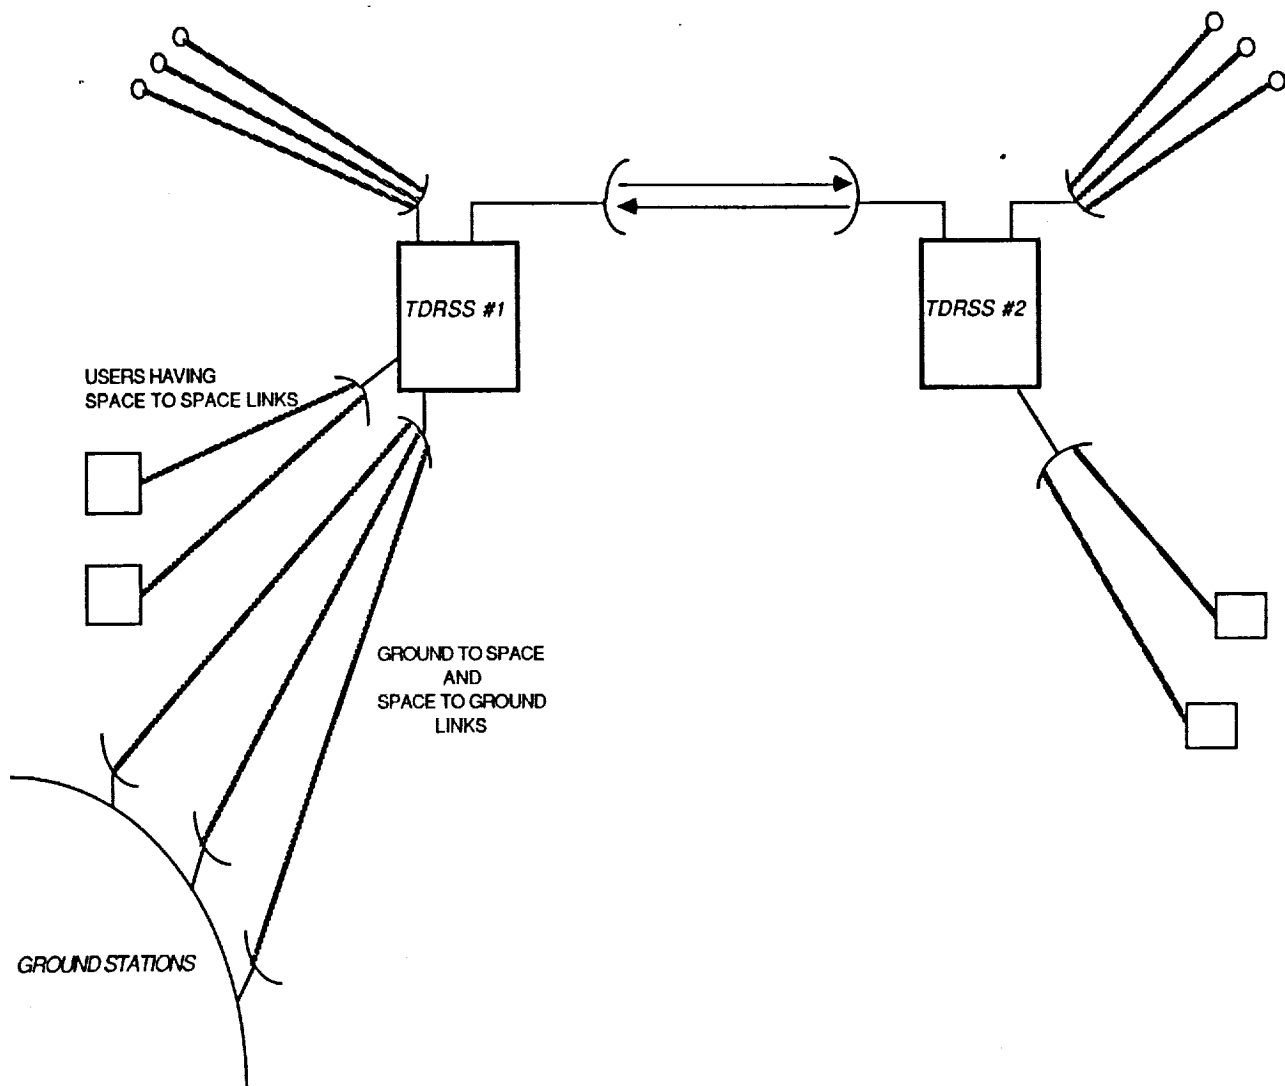 TDRSS #1
TDRSS #2
USERS HAVING
SPACE TO SPACE LINKS
GROUND TO SPACE
AND
SPACE TO GROUND
LINKS
GROUND STATIONS